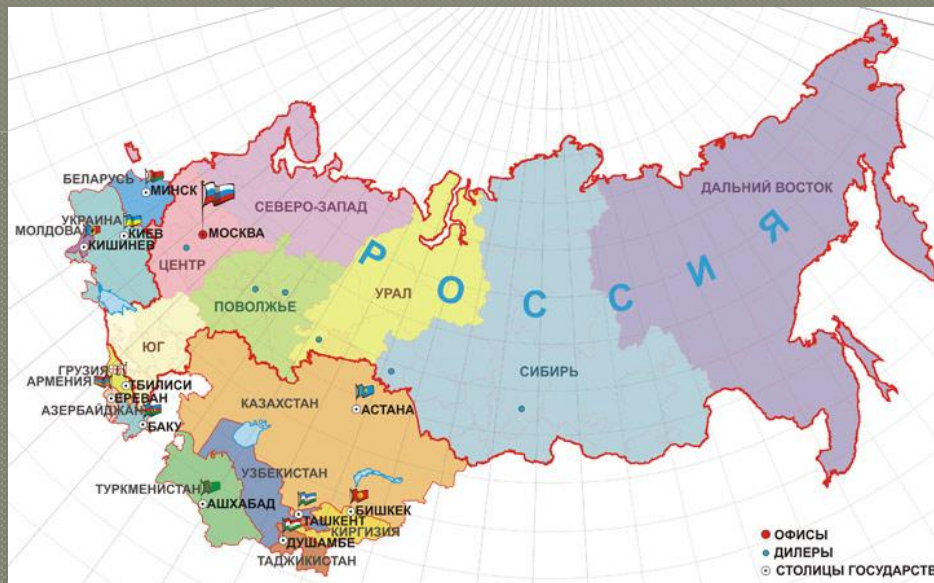 БЕЛАРУСЬ
МИНСК
УКРАИНА
КИЕВ
МОЛДОВА
КИШИНЕВ
МОСКВА
ЦЕНТР
СЕВЕРО-ЗАПАД
ПОВОЛЖЬЕ
УРАЛ
ЮГ
РОССИЯ
ДАЛЬНИЙ ВОСТОК
СИБИРЬ
ГРУЗИЯ
ТБИЛИСИ
АРМЕНИЯ
ЕРЕВАН
АЗЕРБАЙДЖАН
БАКУ
КАЗАХСТАН
АСТАНА
УЗБЕКИСТАН
ТУРКМЕНИСТАН
АШХАБАД
ТАШКЕНТ
БИШКЕК
КИРГИЗИЯ
ДУШАМБЕ
ТАДЖИКИСТАН
ОФИСЫ
ДИЛЕРЫ
СТОЛИЦЫ ГОСУДАРСТВ